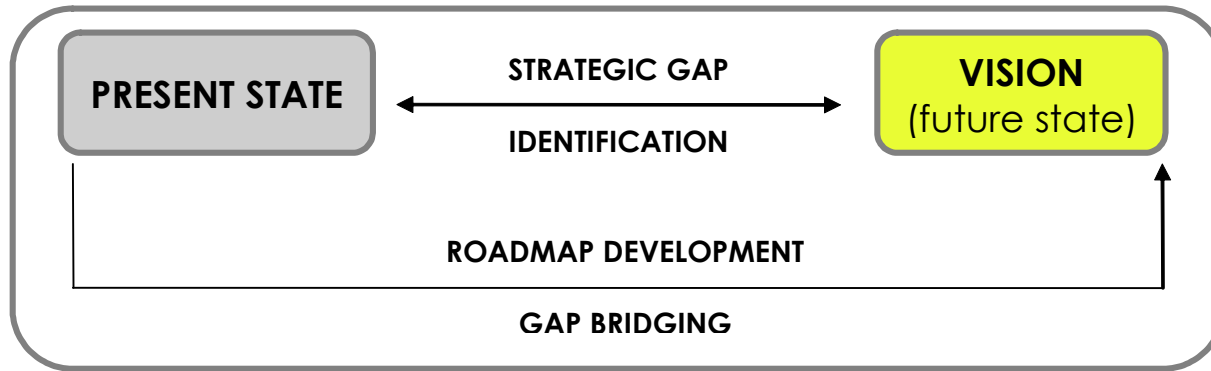 PRESENT STATE
STRATEGIC GAP
IDENTIFICATION
VISION
(future state)
ROADMAP DEVELOPMENT
GAP BRIDGING